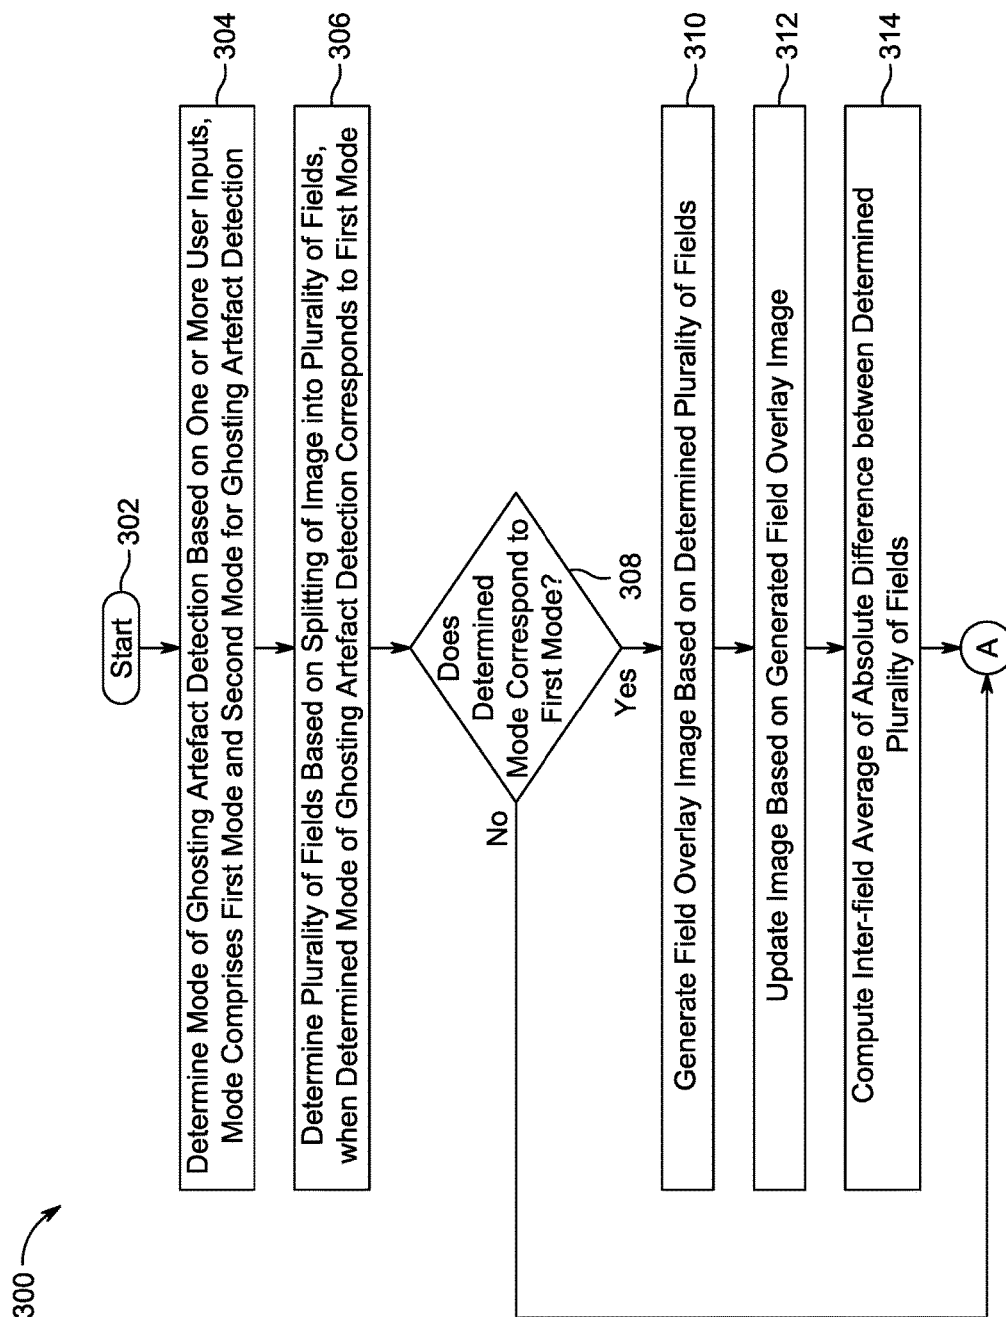 300
Start
302
Determine Mode of Ghosting Artefact Detection Based on One or More User Inputs,
Mode Comprises First Mode and Second Mode for Ghosting Artefact Detection
304
Determine Plurality of Fields Based on Splitting of Image into Plurality of Fields,
when Determined Mode of Ghosting Artefact Detection Corresponds to First Mode
306
Does
Determined
Mode Correspond to
First Mode?
308
No
Yes
Generate Field Overlay Image Based on Determined Plurality of Fields
310
Update Image Based on Generated Field Overlay Image
312
Compute Inter-field Average of Absolute Difference between Determined
Plurality of Fields
314
A